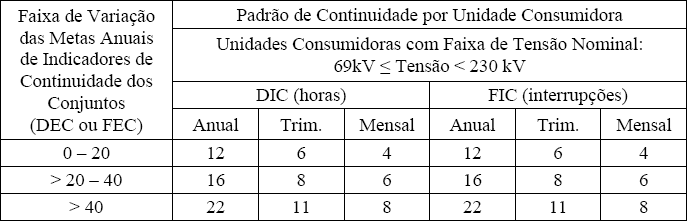 Faixa de Variação
das Metas Anuais
de Indicadores de
Continuidade dos
Conjuntos
(DEC ou FEC)
Padrão de Continuidade por Unidade Consumidora
Unidades Consumidoras com Faixa de Tensão Nominal:
69kV ≤ Tensão < 230 kV
DIC (horas) FIC (interrupções)
Anual Trim. Mensal Anual Trim. Mensal
0 – 20 12 6 4 12 6 4
> 20 – 40 16 8 6 16 8 6
> 40 22 11 8 22 11 8